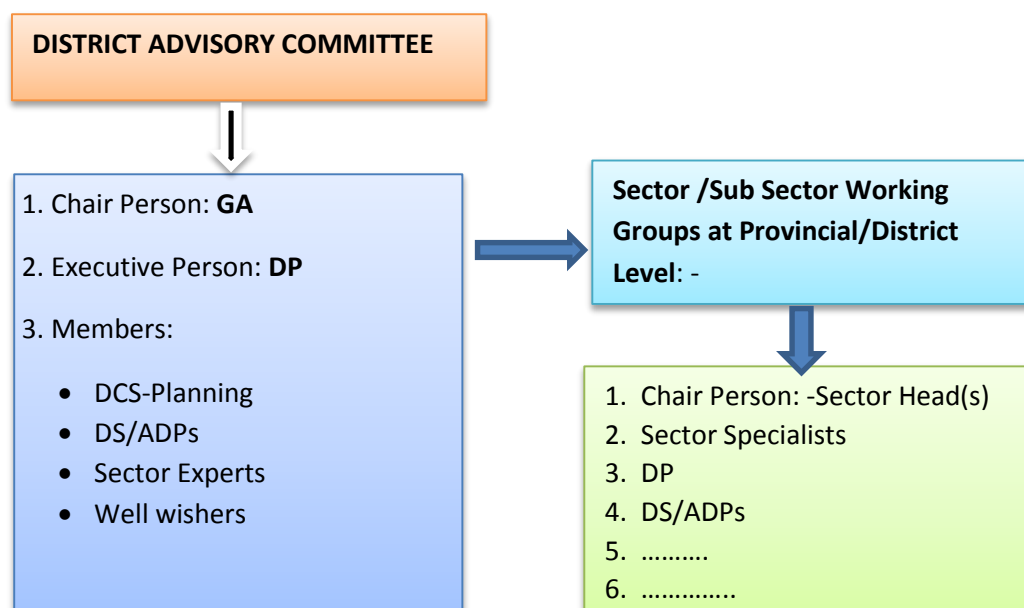 DISTRICT ADVISORY COMMITTEE
1. Chair Person: GA
2. Executive Person: DP
3. Members:
• DCS-Planning
• DS/ADPs
• Sector Experts
• Well wishers
Sector /Sub Sector Working
Groups at Provincial/District
Level: -
1. Chair Person: -Sector Head(s)
2. Sector Specialists
3. DP
4. DS/ADPs
5. ……….
6. …………..